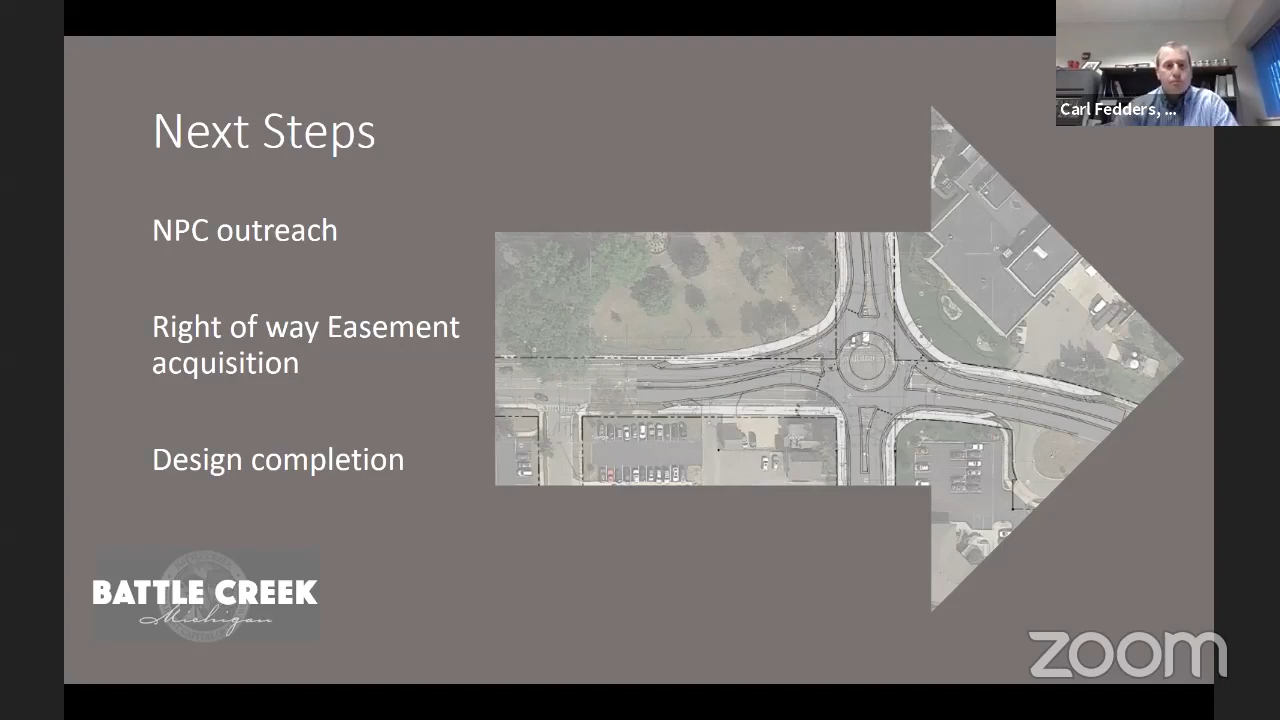 Carl Fedders, ...
Next Steps
NPC outreach
Right of way Easement
acquisition
Design completion
BATTLE CREEK
Michigan
zoom